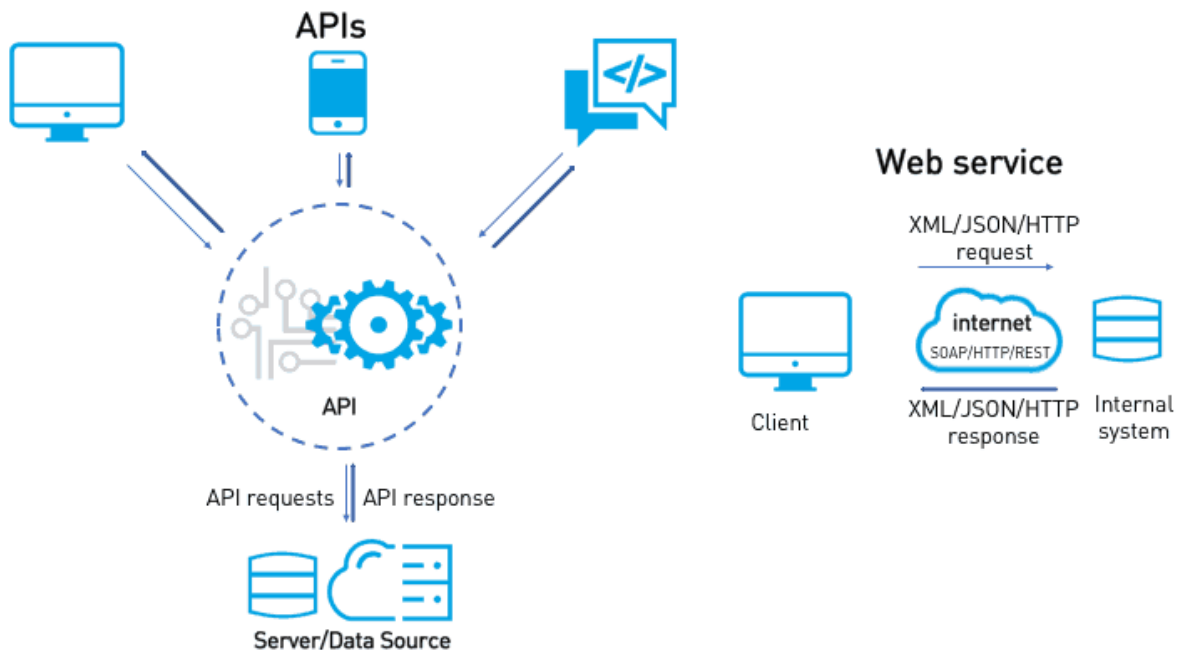 APIs
</>
API
API requests
API response
Server/Data Source
Web service
XML/JSON/HTTP
request
internet
SOAP/HTTP/REST
XML/JSON/HTTP
response
Client
Internal
system